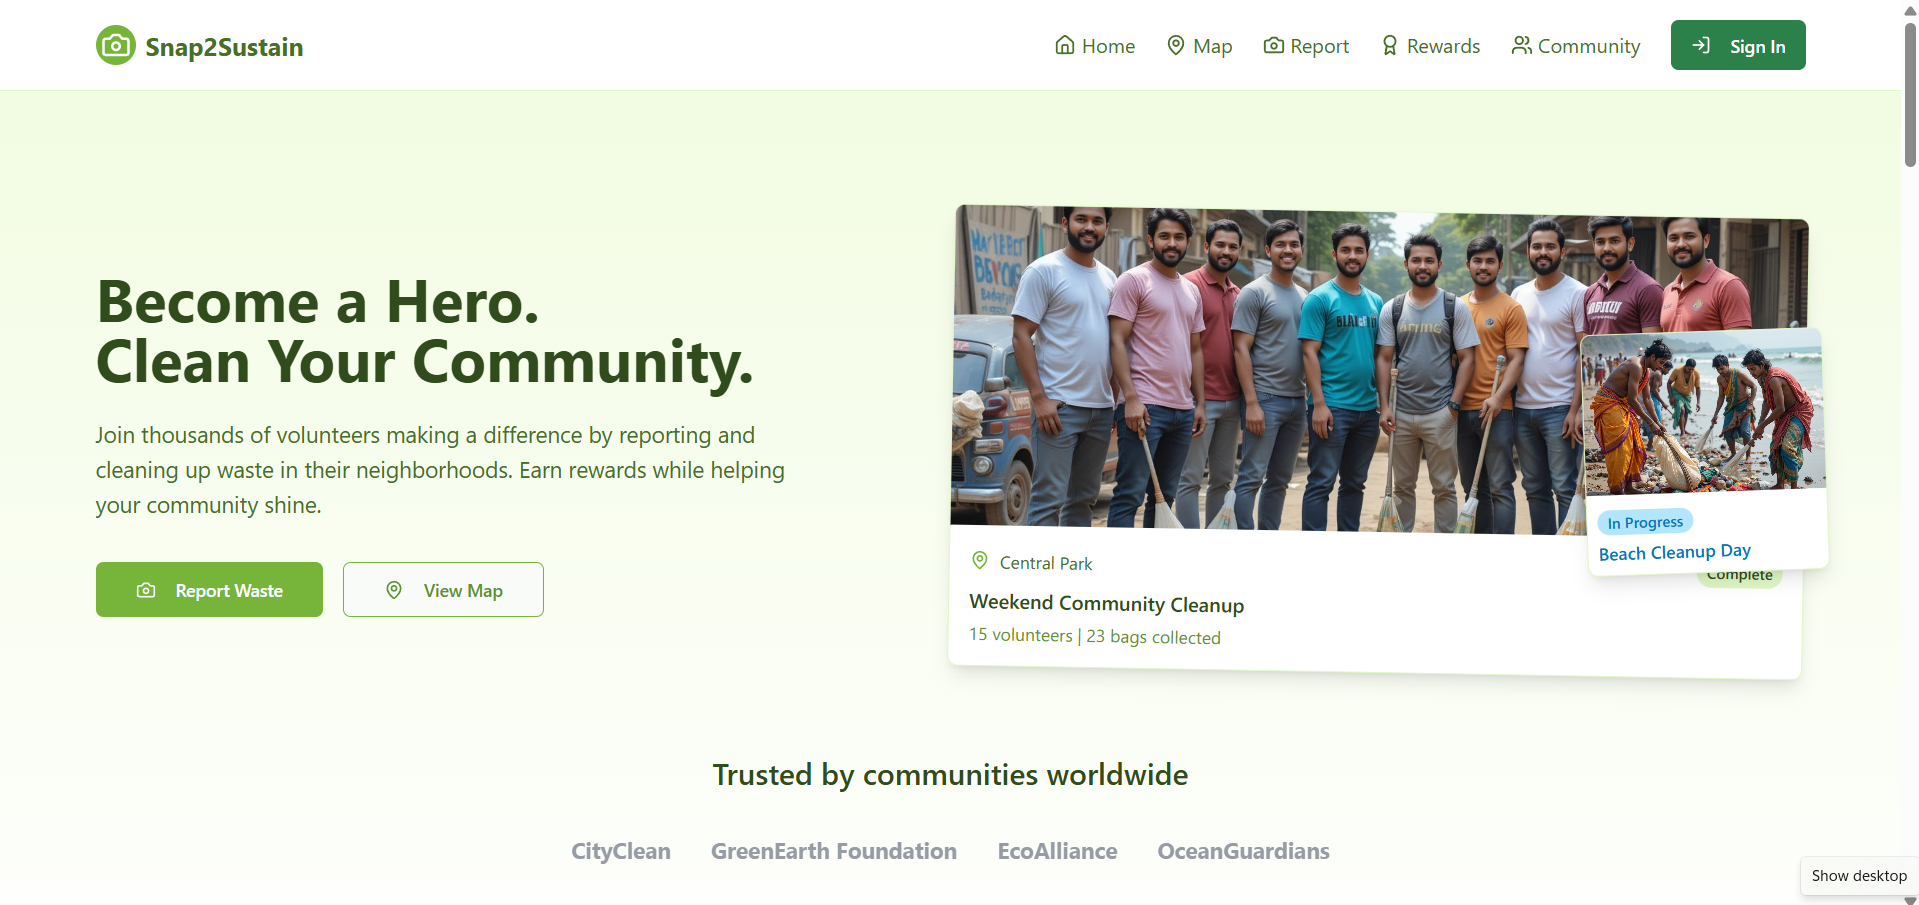 Snap2Sustain
Home
Map
Report
Rewards
Community
Sign In
Become a Hero.
Clean Your Community.
Join thousands of volunteers making a difference by reporting and
cleaning up waste in their neighborhoods. Earn rewards while helping
your community shine.
Report Waste
View Map
In Progress
Beach Cleanup Day
Central Park
Complete
Weekend Community Cleanup
15 volunteers | 23 bags collected
Trusted by communities worldwide
CityClean
GreenEarth Foundation
EcoAlliance
OceanGuardians
Show desktop